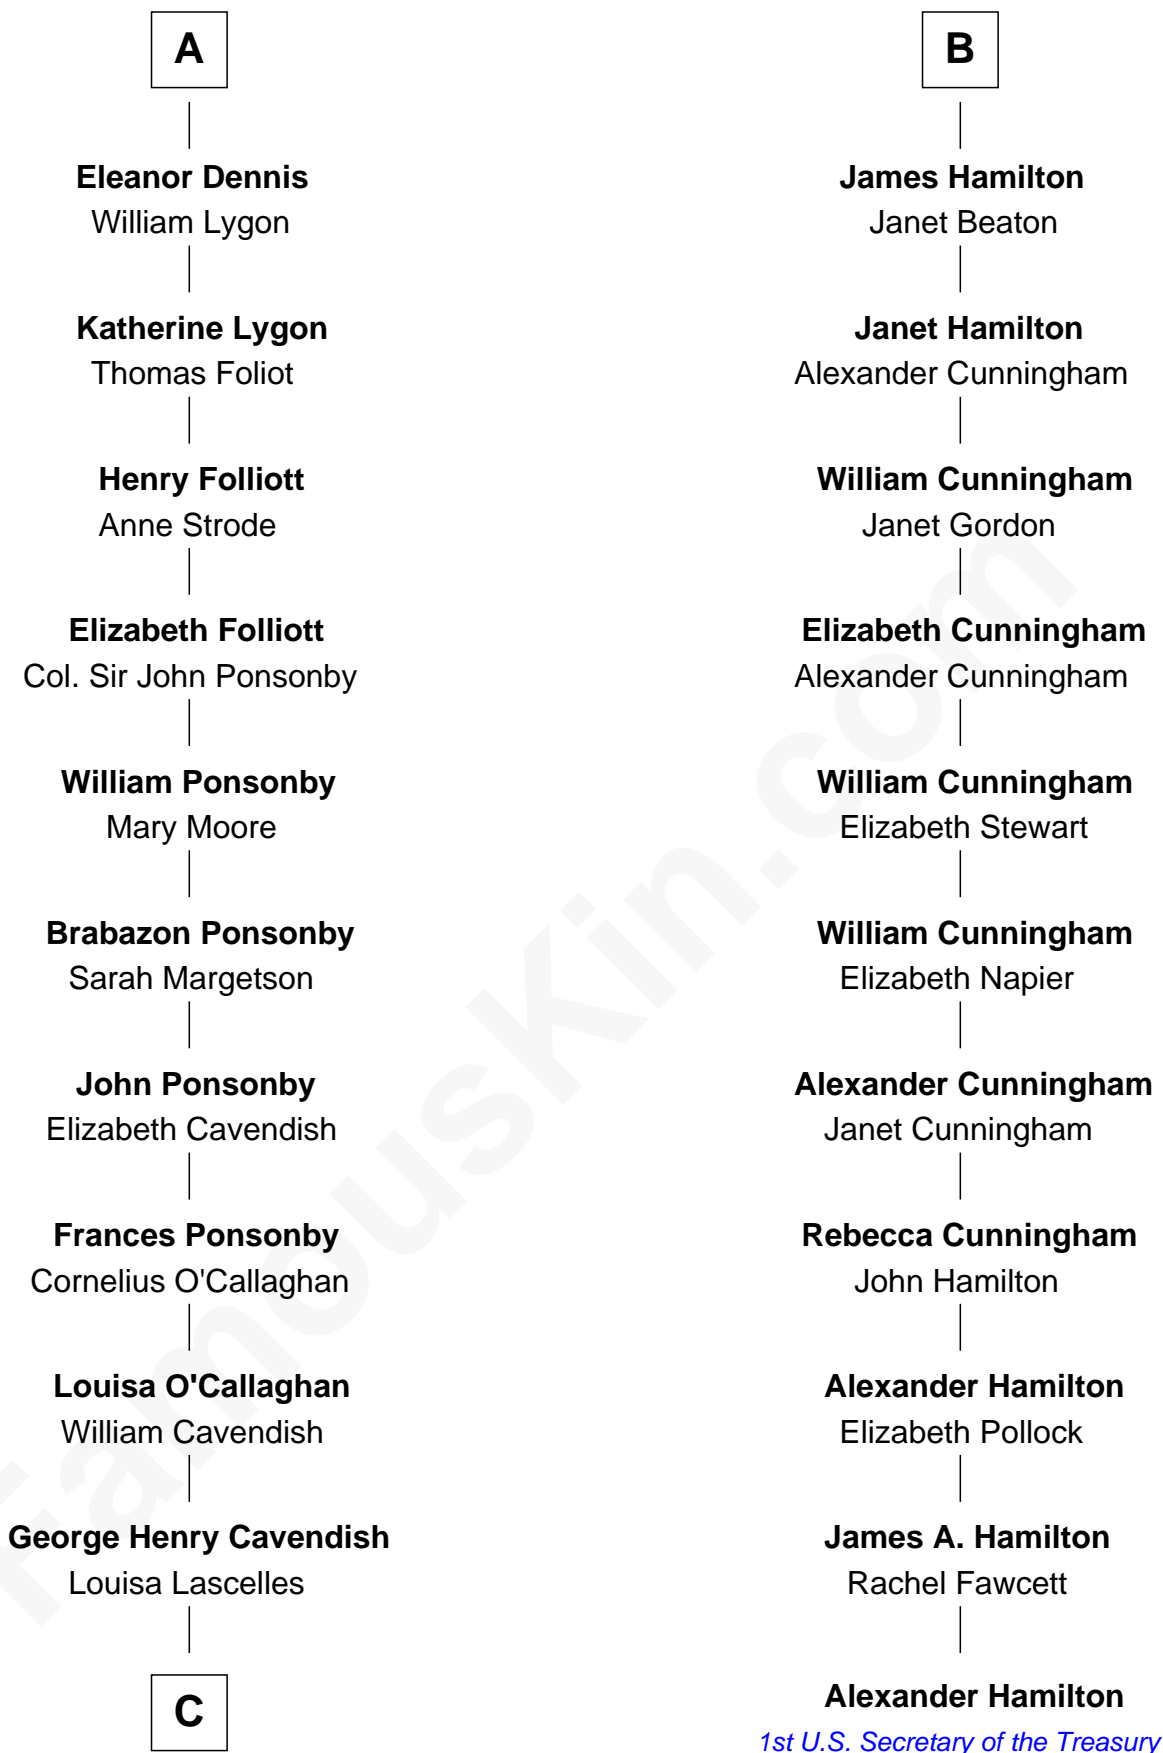 A
Eleanor Dennis
William Lygon
Katherine Lygon
Thomas Foliot
Henry Folliott
Anne Strode
Elizabeth Folliott
Col. Sir John Ponsonby
William Ponsonby
Mary Moore
Brabazon Ponsonby
Sarah Margetson
John Ponsonby
Elizabeth Cavendish
Frances Ponsonby
Cornelius O'Callaghan
Louisa O'Callaghan
William Cavendish
George Henry Cavendish
Louisa Lascelles
C
B
James Hamilton
Janet Beaton
Janet Hamilton
Alexander Cunningham
William Cunningham
Janet Gordon
Elizabeth Cunningham
Alexander Cunningham
William Cunningham
Elizabeth Stewart
William Cunningham
Elizabeth Napier
Alexander Cunningham
Janet Cunningham
Rebecca Cunningham
John Hamilton
Alexander Hamilton
Elizabeth Pollock
James A. Hamilton
Rachel Fawcett
Alexander Hamilton
1st U.S. Secretary of the Treasury
FamousKin.com